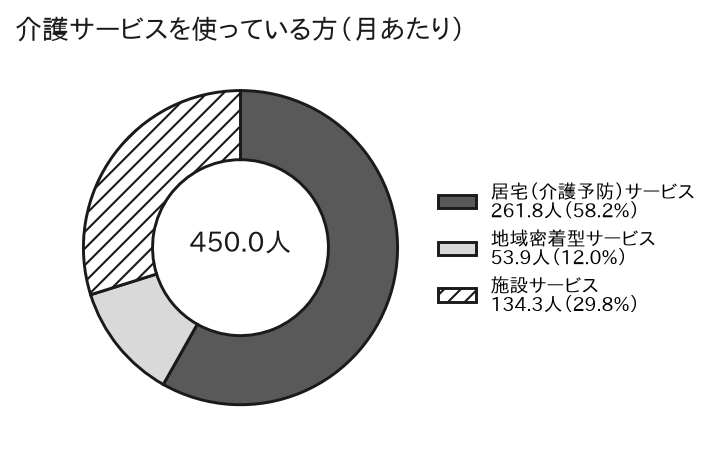 介護サービスを使っている方（月あたり）
450.0人
居宅（介護予防）サービス
261.8人（58.2%）
地域密着型サービス
53.9人（12.0%）
施設サービス
134.3人（29.8%）